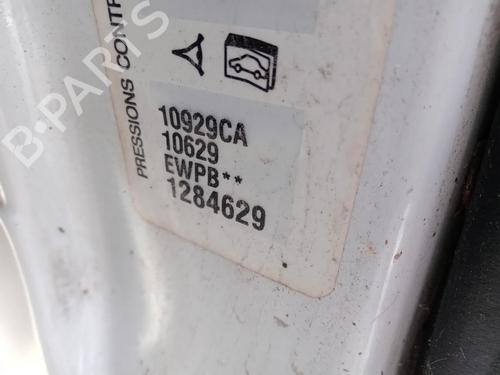 B-PARTS
PRESSIONS CONTR
10929CA
10629
EWPB**
1284629